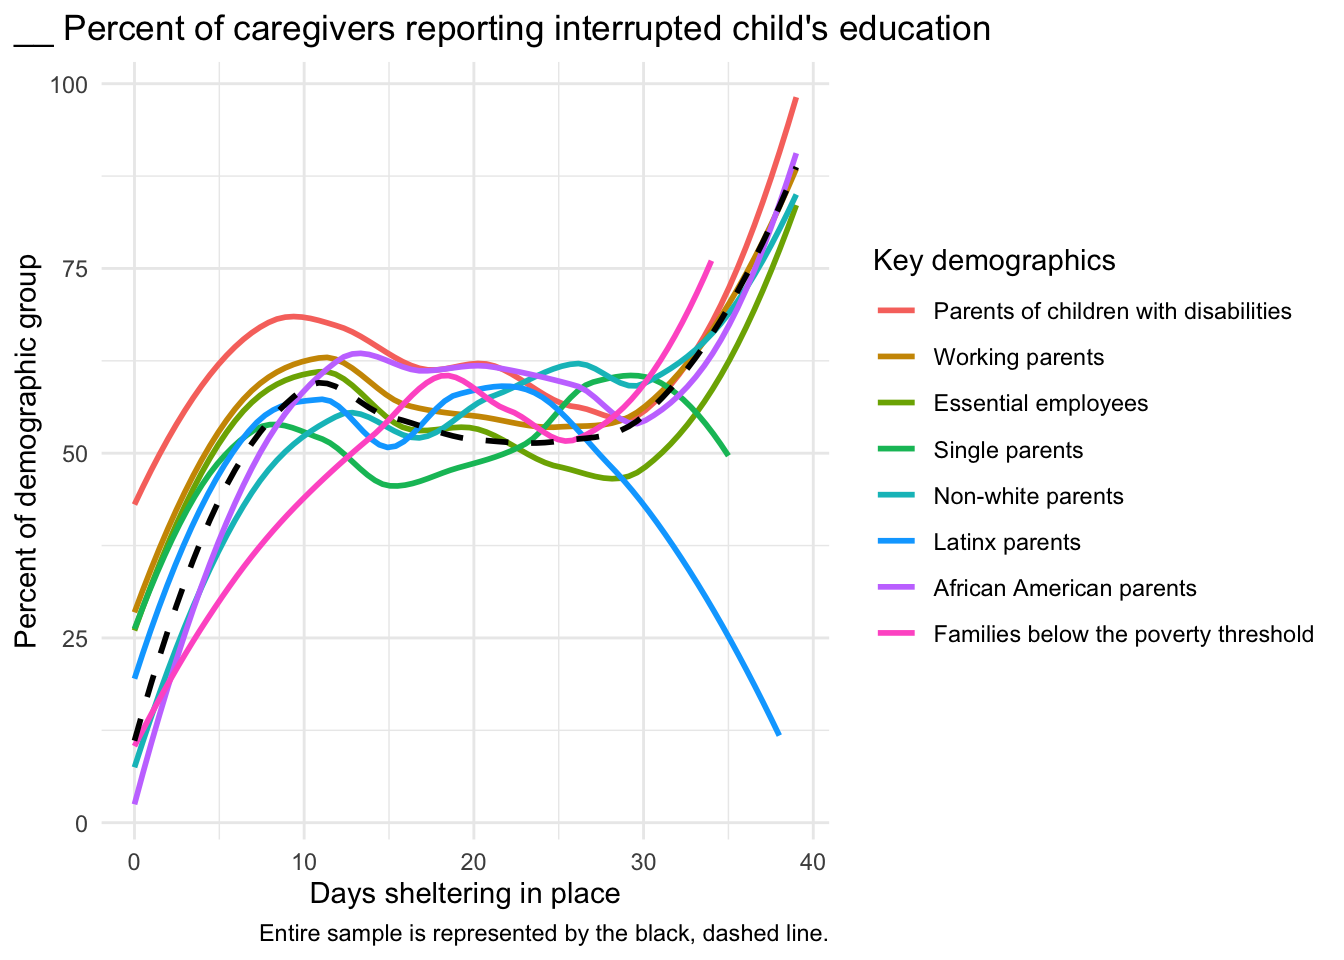 __ Percent of caregivers reporting interrupted child's education
Percent of demographic group
100
75
50
25
0
0 10 20 30 40
Days sheltering in place
Entire sample is represented by the black, dashed line.
Key demographics
Parents of children with disabilities
Working parents
Essential employees
Single parents
Non-white parents
Latinx parents
African American parents
Families below the poverty threshold